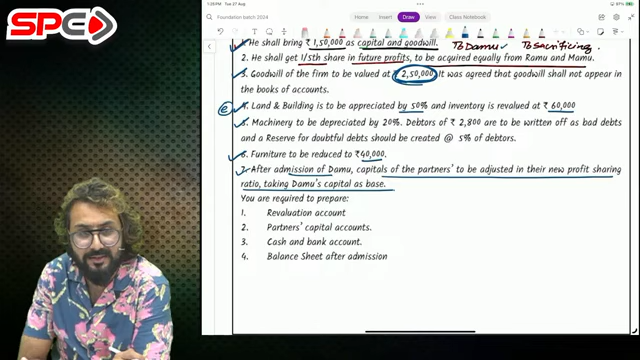 1:28 PM Tue 27 Aug
Foundation batch 2024
Home Insert Draw View Class Notebook
SPC
1. He shall bring ₹ 1,50,000 as capital and goodwill. To Damu ✓ To Sacrificing.
2. He shall get 1/5th share in future profits, to be acquired equally from Ramu and Mamu.
3. Goodwill of the firm to be valued at ₹ 2,50,000. It was agreed that goodwill shall not appear in
the books of accounts.
e 4. Land & Building is to be appreciated by 50% and inventory is revalued at ₹ 60,000
5. Machinery to be depreciated by 20%. Debtors of ₹ 2,800 are to be written off as bad debts
and a Reserve for doubtful debts should be created @ 5% of debtors.
6. Furniture to be reduced to ₹40,000.
7. After admission of Damu, capitals of the partners' to be adjusted in their new profit sharing
ratio, taking Damu's capital as base.
You are required to prepare:
1. Revaluation account
2. Partners' capital accounts.
3. Cash and bank account.
4. Balance Sheet after admission